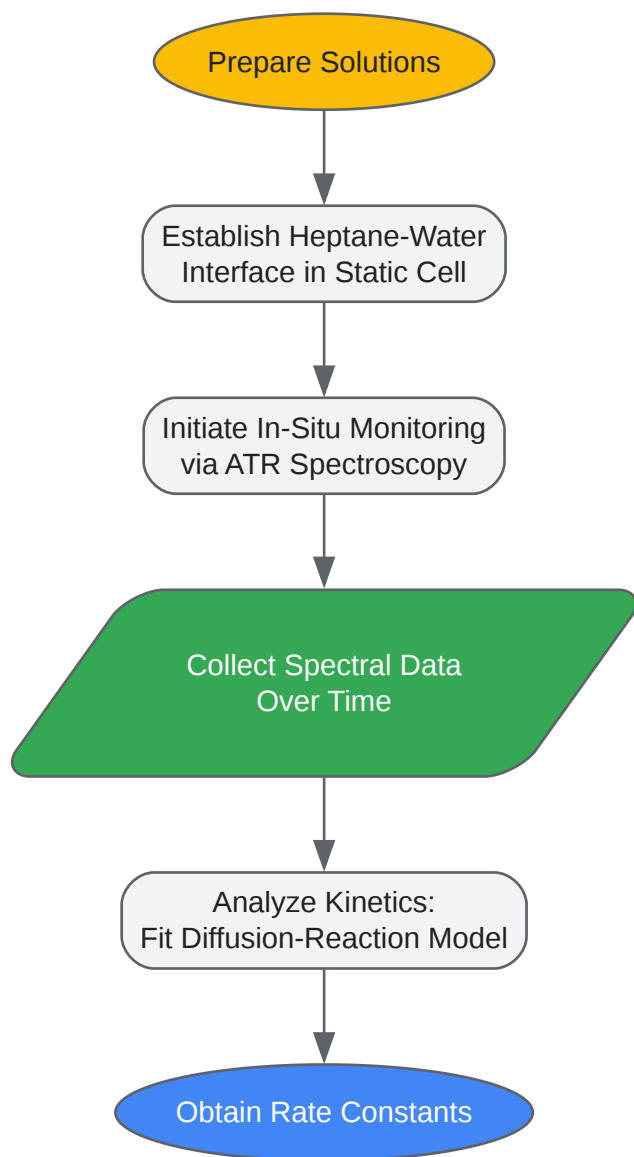 Prepare Solutions
Establish Heptane-Water
Interface in Static Cell
Initiate In-Situ Monitoring
via ATR Spectroscopy
Collect Spectral Data
Over Time
Analyze Kinetics:
Fit Diffusion-Reaction Model
Obtain Rate Constants